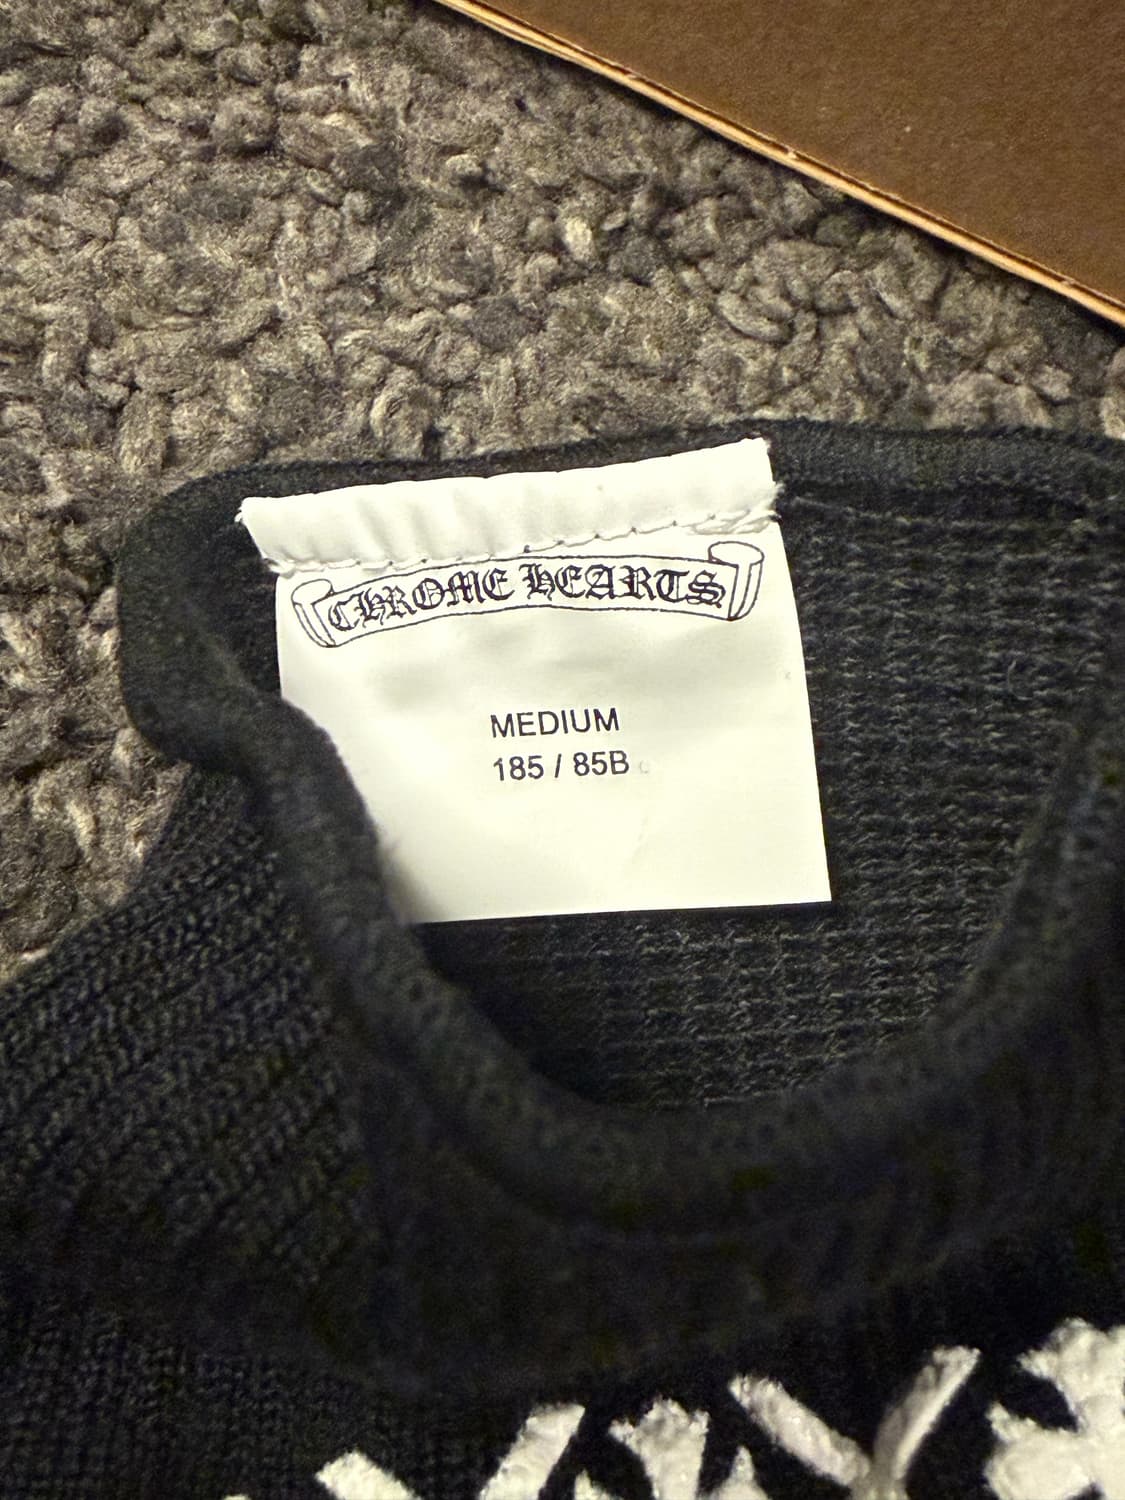 CHROME HEARTS
MEDIUM
185 / 85B